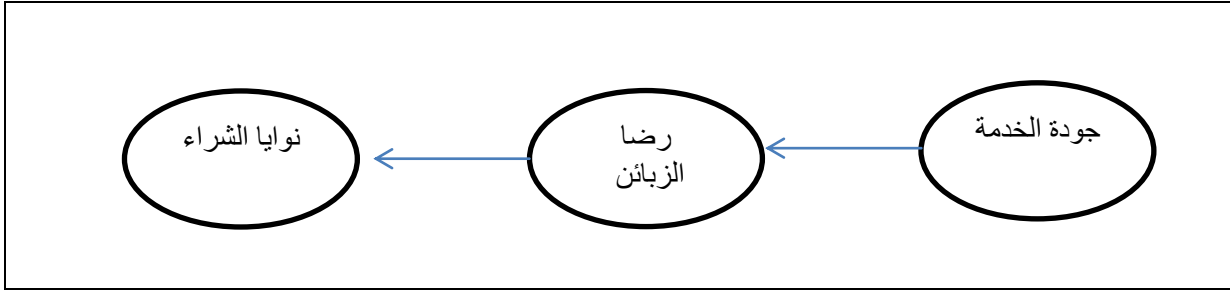 جودة الخدمة
رضا
الزبائن
نوايا الشراء